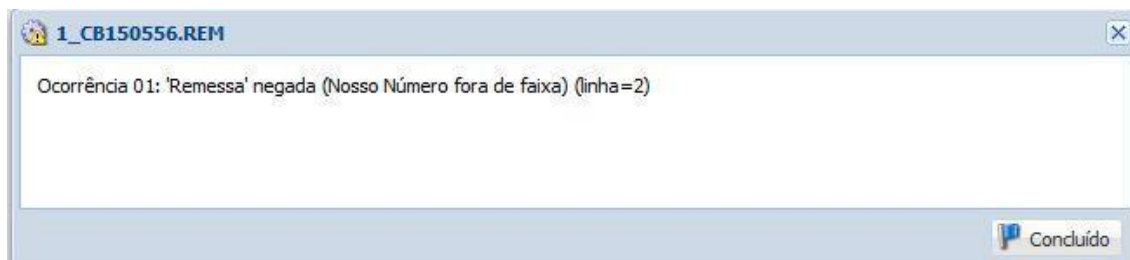 1_CB150556.REM
Ocorrência 01: 'Remessa' negada (Nosso Número fora de faixa) (linha=2)
Concluído